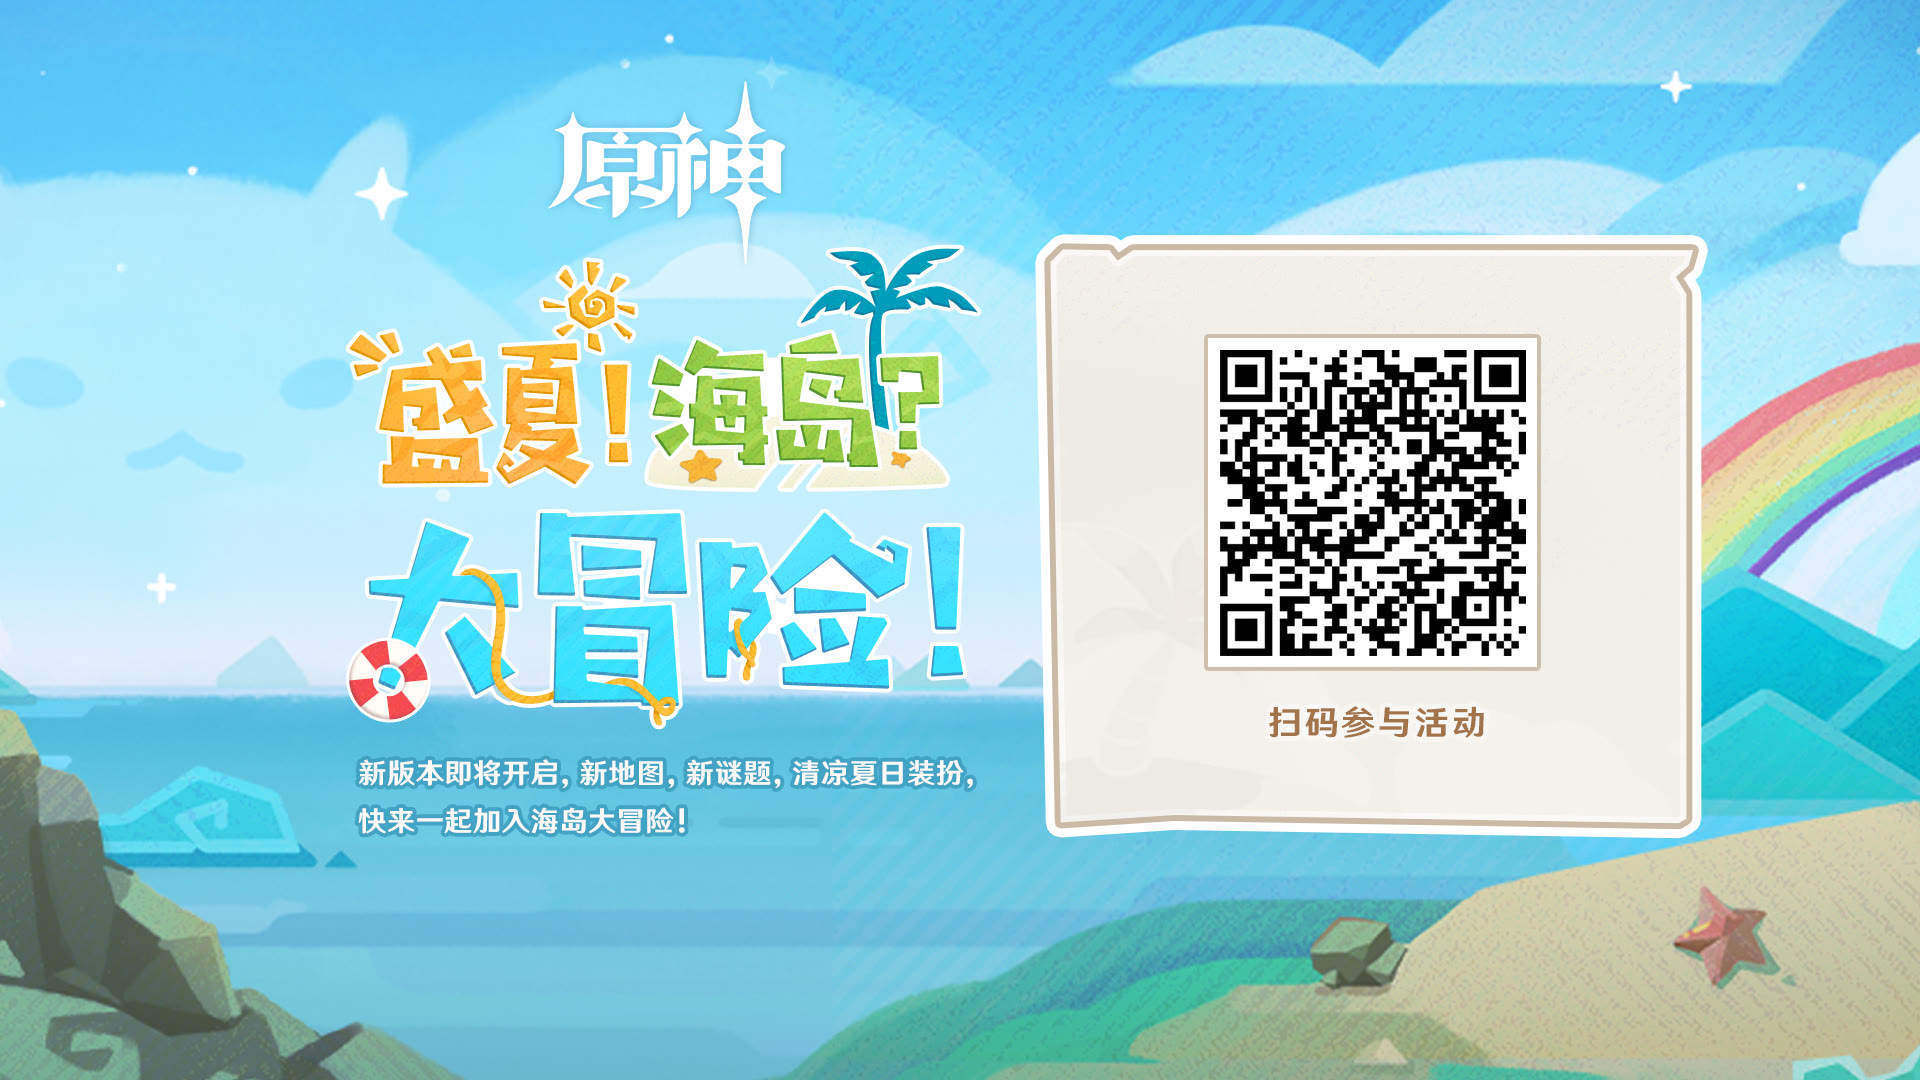 原神
盛夏！海岛？
大冒险！
新版本即将开启，新地图，新谜题，清凉夏日装扮，
快来一起加入海岛大冒险！
扫码参与活动